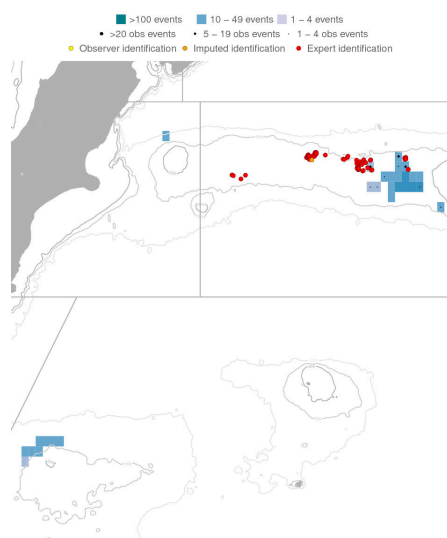 >100 events 10 − 49 events 1 − 4 events
>20 obs events 5 − 19 obs events 1 − 4 obs events
Observer identification Imputed identification Expert identification